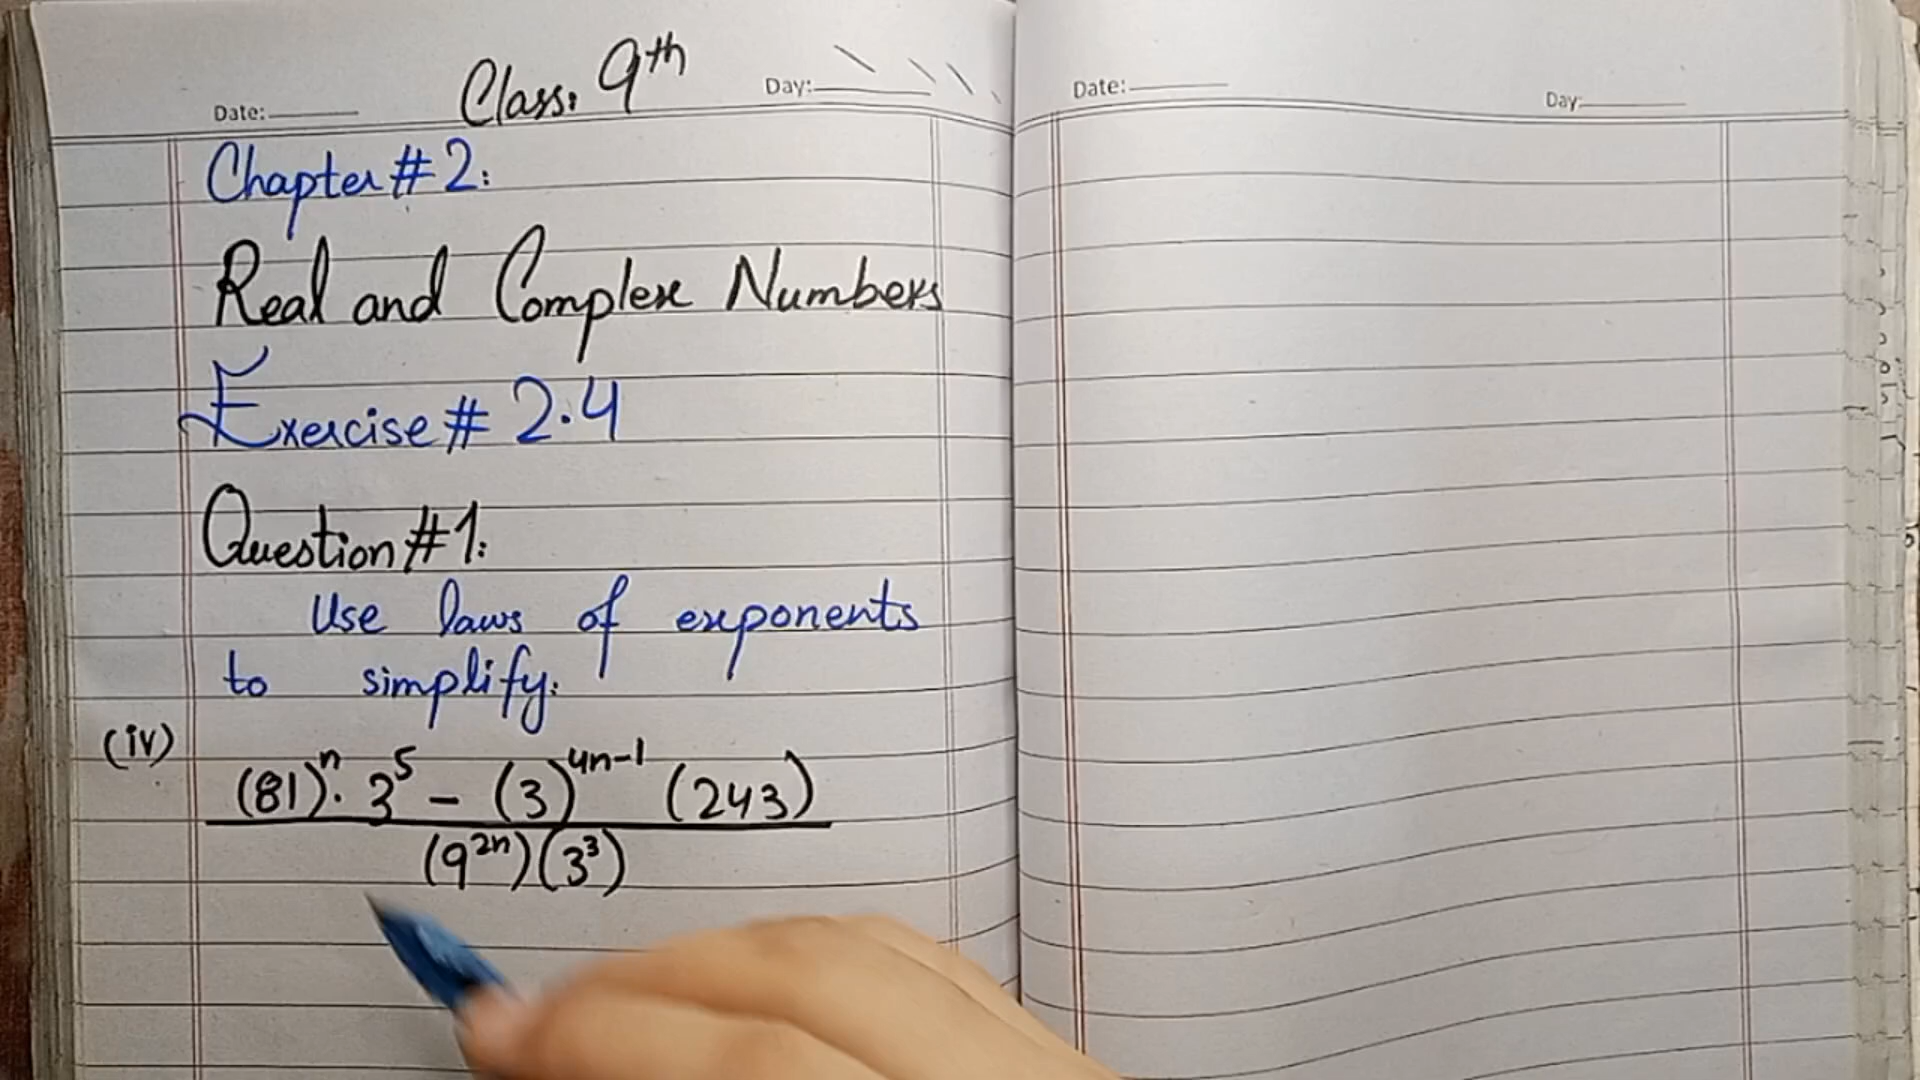 Class: 9th
Date: Day:
Chapter # 2:
Real and Complex Numbers
Exercise # 2.4
Question # 1:
Use laws of exponents
to simplify:
(iv) (81)^n . 3^5 - (3)^{4n-1} (243)
(9^{2n})(3^3)
Date: Day: